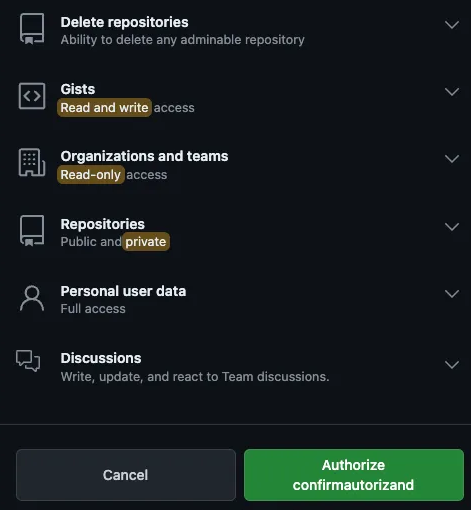 Delete repositories
Ability to delete any adminable repository
Gists
Read and write access
Organizations and teams
Read-only access
Repositories
Public and private
Personal user data
Full access
Discussions
Write, update, and react to Team discussions.
Cancel
Authorize
confirmautorizand